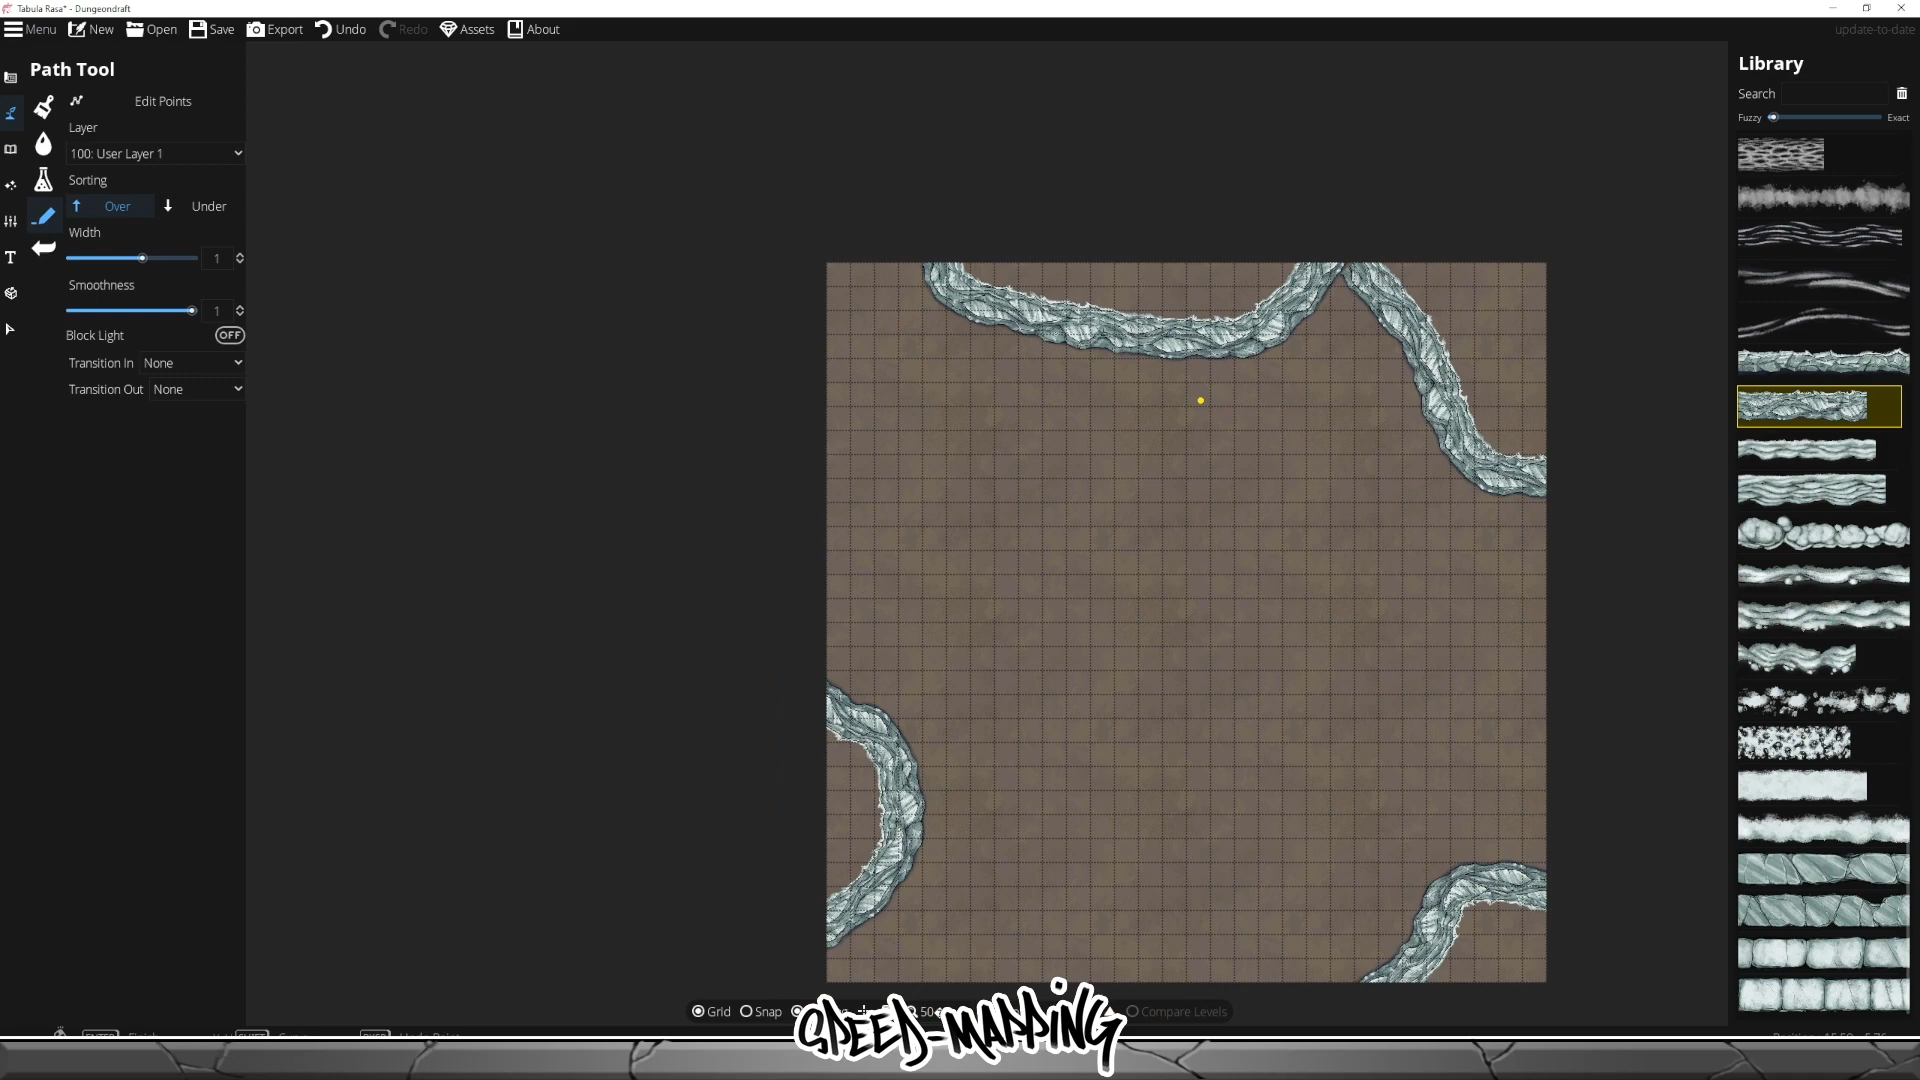 Tabula Rasa* - Dungeondraft
Menu New Open Save Export Undo Redo Assets About update-to-date
Path Tool
Edit Points
Layer
100: User Layer 1
Sorting
Over Under
Width
1
Smoothness
1
Block Light OFF
Transition In None
Transition Out None
Library
Search
Fuzzy Exact
Grid Snap Compare Levels
SPEED-MAPPING